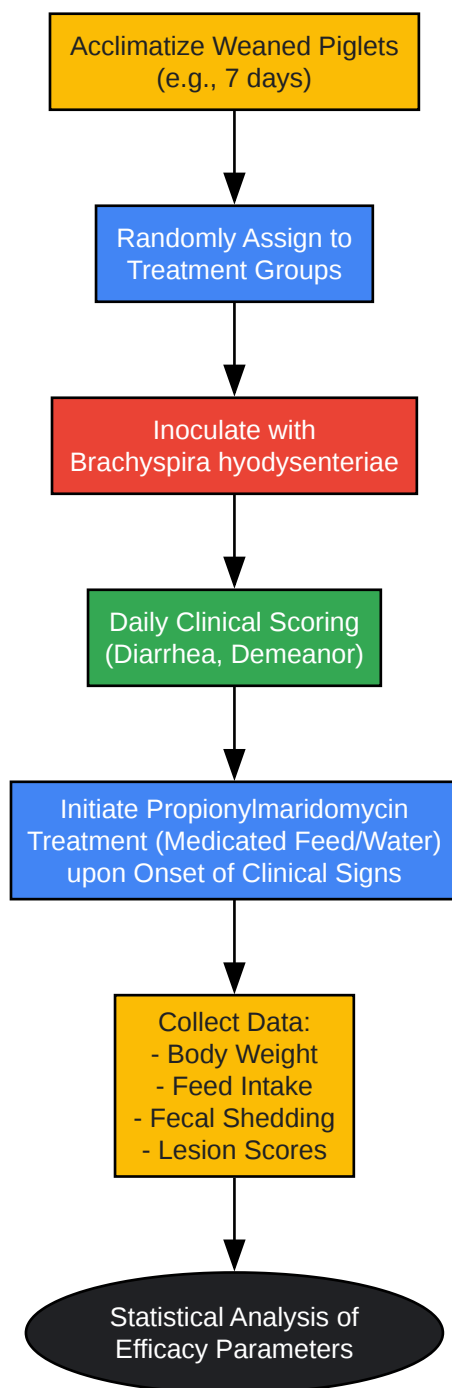 Acclimatize Weaned Piglets
(e.g., 7 days)
Randomly Assign to
Treatment Groups
Inoculate with
Brachyspira hyodysenteriae
Daily Clinical Scoring
(Diarrhea, Demeanor)
Initiate Propionylmaridomycin
Treatment (Medicated Feed/Water)
upon Onset of Clinical Signs
Collect Data:
- Body Weight
- Feed Intake
- Fecal Shedding
- Lesion Scores
Statistical Analysis of
Efficacy Parameters